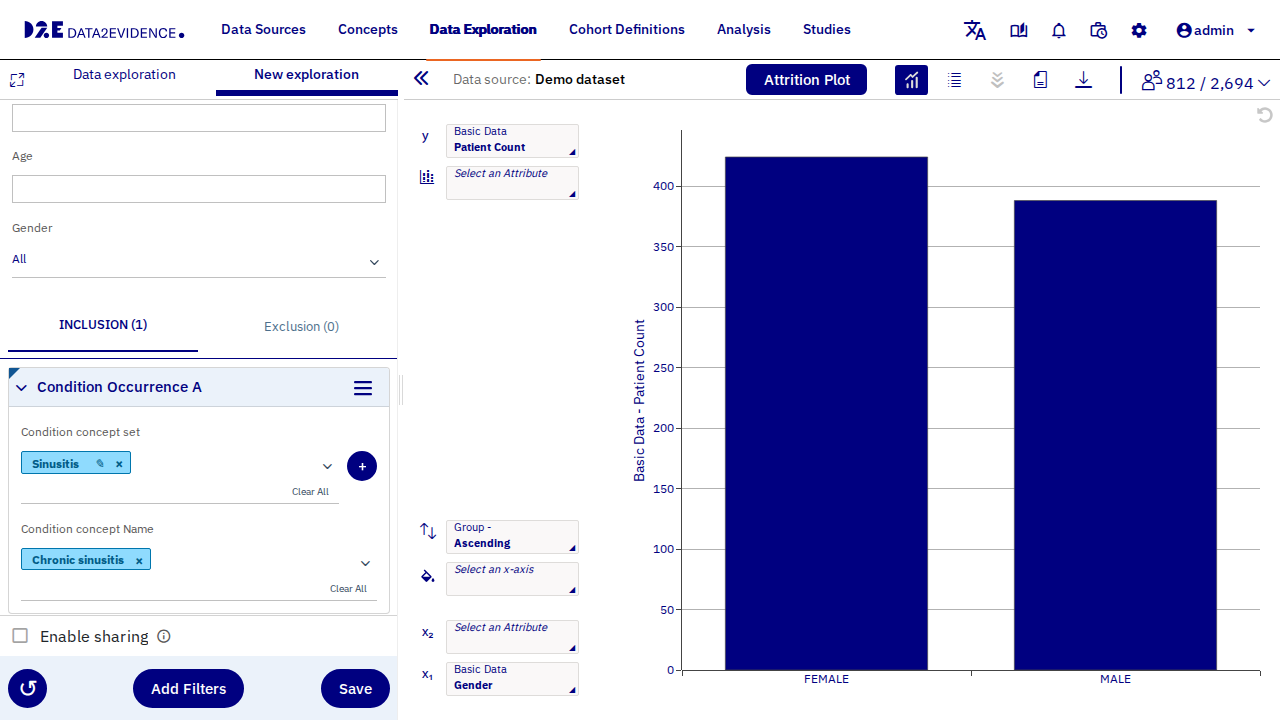 D2E DATA2EVIDENCE.
Data Sources
Concepts
Data Exploration
Cohort Definitions
Analysis
Studies
admin
Data exploration
New exploration
Data source: Demo dataset
Attrition Plot
812 / 2,694
Age
Gender
All
INCLUSION (1)
Exclusion (0)
Condition Occurrence A
Condition concept set
Sinusitis ✎ ×
+
Clear All
Condition concept Name
Chronic sinusitis ×
Clear All
Enable sharing
Add Filters
Save
y
Basic Data
Patient Count
Select an Attribute
Group -
Ascending
Select an x-axis
x₂
Select an Attribute
x₁
Basic Data
Gender
Basic Data - Patient Count
400
350
300
250
200
150
100
50
0
FEMALE
MALE